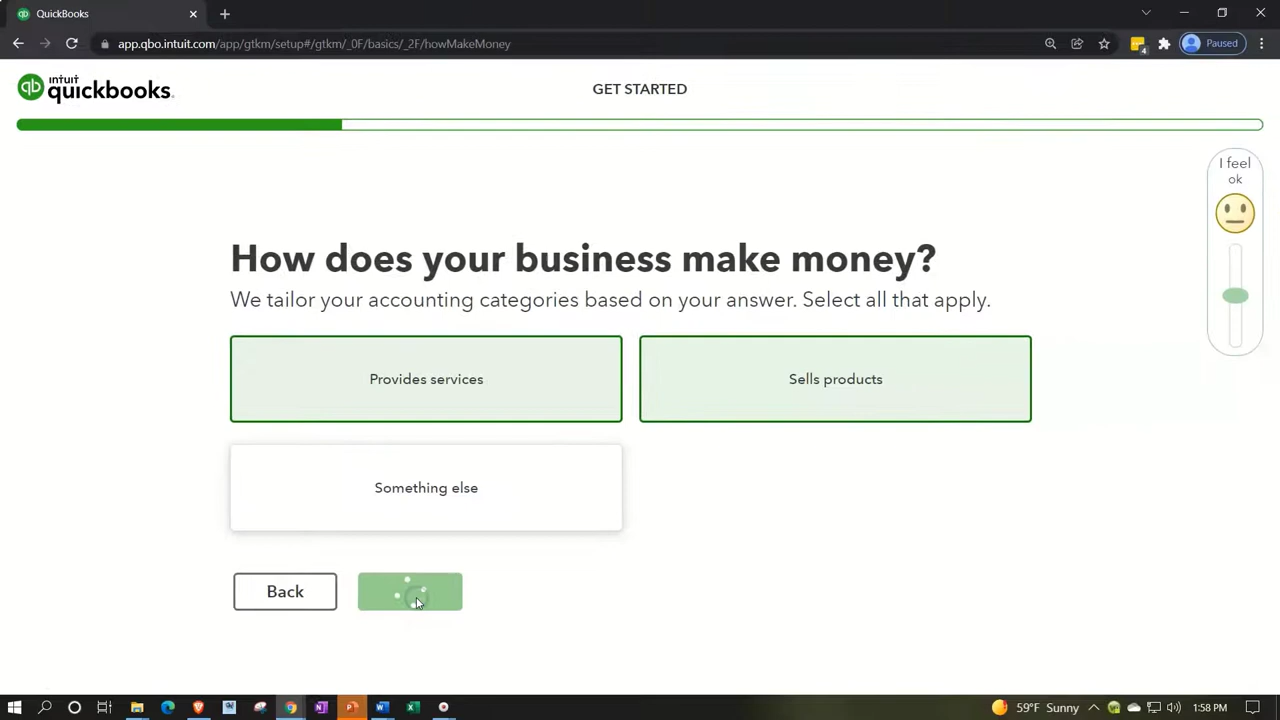 QuickBooks
app.qbo.intuit.com/app/gtkm/setup#/gtkm/_0F/basics/_2F/howMakeMoney
4
Paused
qb intuit quickbooks.
GET STARTED
I feel
ok
How does your business make money?
We tailor your accounting categories based on your answer. Select all that apply.
Provides services
Sells products
Something else
Back
59°F Sunny
1:58 PM